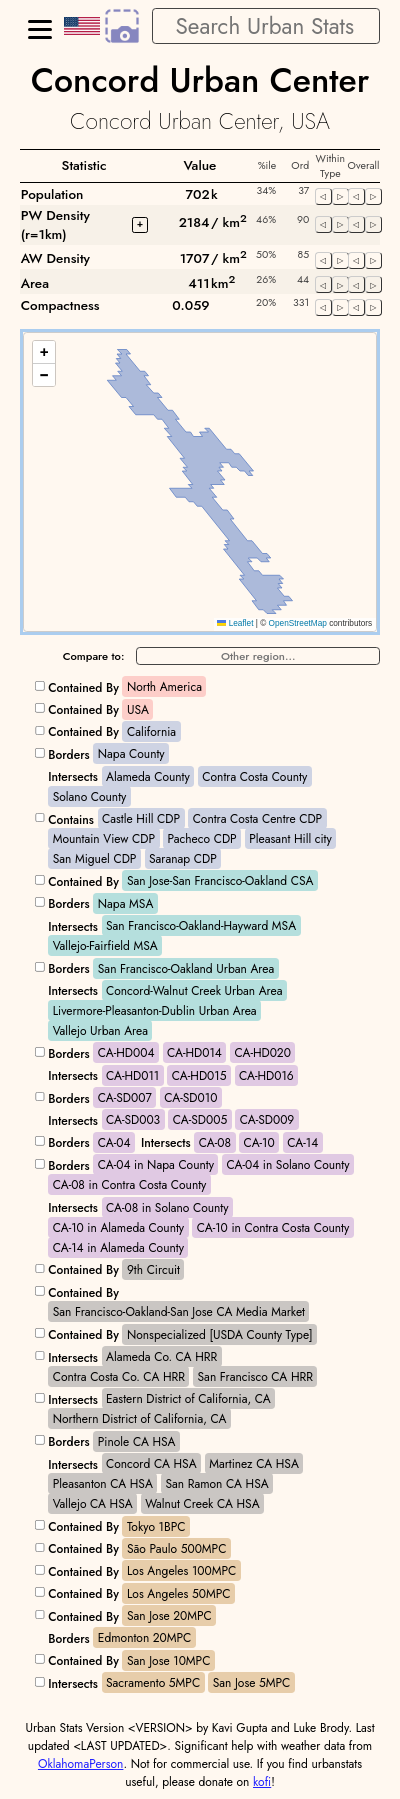 Search Urban Stats
Concord Urban Center
Concord Urban Center, USA
Statistic Value %ile Ord Within Type Overall
Population 702k 34% 37 ◁ ▷ ◁ ▷
PW Density (r=1km) + 2184 / km2 46% 90 ◁ ▷ ◁ ▷
AW Density 1707 / km2 50% 85 ◁ ▷ ◁ ▷
Area 411 km2 26% 44 ◁ ▷ ◁ ▷
Compactness 0.059 20% 331 ◁ ▷ ◁ ▷
+
−
Leaflet | © OpenStreetMap contributors
Compare to: Other region...
Contained By North America
Contained By USA
Contained By California
Borders Napa County
Intersects Alameda County Contra Costa County
Solano County
Contains Castle Hill CDP Contra Costa Centre CDP
Mountain View CDP Pacheco CDP Pleasant Hill city
San Miguel CDP Saranap CDP
Contained By San Jose-San Francisco-Oakland CSA
Borders Napa MSA
Intersects San Francisco-Oakland-Hayward MSA
Vallejo-Fairfield MSA
Borders San Francisco-Oakland Urban Area
Intersects Concord-Walnut Creek Urban Area
Livermore-Pleasanton-Dublin Urban Area
Vallejo Urban Area
Borders CA-HD004 CA-HD014 CA-HD020
Intersects CA-HD011 CA-HD015 CA-HD016
Borders CA-SD007 CA-SD010
Intersects CA-SD003 CA-SD005 CA-SD009
Borders CA-04 Intersects CA-08 CA-10 CA-14
Borders CA-04 in Napa County CA-04 in Solano County
CA-08 in Contra Costa County
Intersects CA-08 in Solano County
CA-10 in Alameda County CA-10 in Contra Costa County
CA-14 in Alameda County
Contained By 9th Circuit
Contained By
San Francisco-Oakland-San Jose CA Media Market
Contained By Nonspecialized [USDA County Type]
Intersects Alameda Co. CA HRR
Contra Costa Co. CA HRR San Francisco CA HRR
Intersects Eastern District of California, CA
Northern District of California, CA
Borders Pinole CA HSA
Intersects Concord CA HSA Martinez CA HSA
Pleasanton CA HSA San Ramon CA HSA
Vallejo CA HSA Walnut Creek CA HSA
Contained By Tokyo 1BPC
Contained By São Paulo 500MPC
Contained By Los Angeles 100MPC
Contained By Los Angeles 50MPC
Contained By San Jose 20MPC
Borders Edmonton 20MPC
Contained By San Jose 10MPC
Intersects Sacramento 5MPC San Jose 5MPC
Urban Stats Version <VERSION> by Kavi Gupta and Luke Brody. Last
updated <LAST UPDATED>. Significant help with weather data from
OklahomaPerson. Not for commercial use. If you find urbanstats
useful, please donate on kofi!